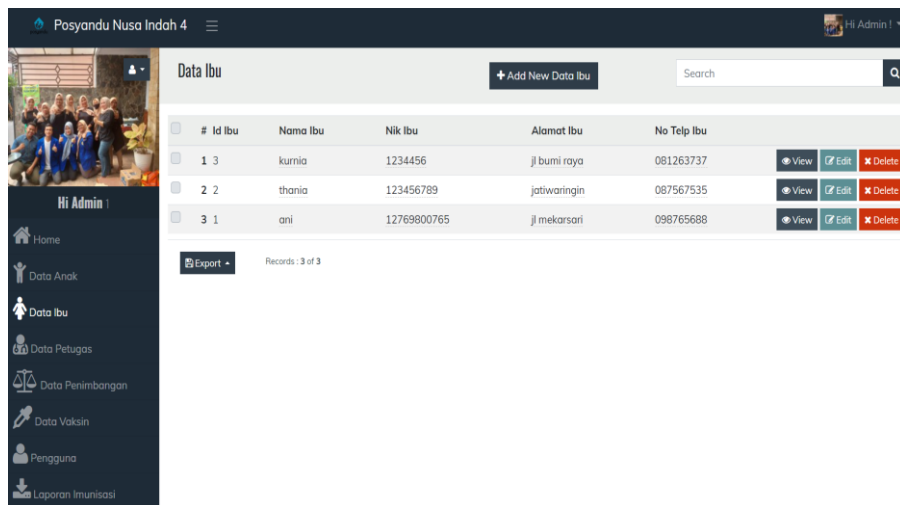 Posyandu Nusa Indah 4
Hi Admin !
Data Ibu
+ Add New Data Ibu
Search
# Id Ibu Nama Ibu Nik Ibu Alamat Ibu No Telp Ibu
1 3 kurnia 1234456 jl bumi raya 081263737 View Edit Delete
2 2 thania 123456789 jatiwaringin 087567535 View Edit Delete
3 1 ani 12769800765 jl mekarsari 098765688 View Edit Delete
Export
Records : 3 of 3
Hi Admin !
Home
Data Anak
Data Ibu
Data Petugas
Data Penimbangan
Data Vaksin
Pengguna
Laporan Imunisasi